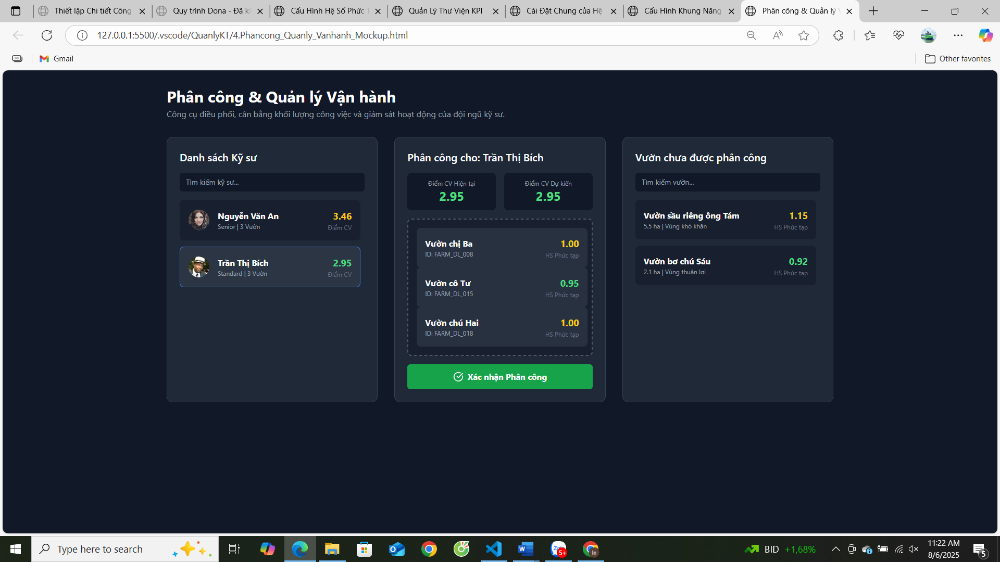 Thiết lập Chi tiết Công
Quy trình Dona - Đã kí
Cấu Hình Hệ Số Phức T
Quản Lý Thư Viện KPI
Cài Đặt Chung của Hệ
Cấu Hình Khung Năng
Phân công & Quản lý V
127.0.0.1:5500/.vscode/QuanlyKT/4.Phancong_Quanly_Vanhanh_Mockup.html
Gmail
Other favorites
Phân công & Quản lý Vận hành
Công cụ điều phối, cân bằng khối lượng công việc và giám sát hoạt động của đội ngũ kỹ sư.
Danh sách Kỹ sư
Tìm kiếm kỹ sư...
Nguyễn Văn An
3.46
Senior | 3 Vườn
Điểm CV
Trần Thị Bích
2.95
Standard | 3 Vườn
Điểm CV
Phân công cho: Trần Thị Bích
Điểm CV Hiện tại
2.95
Điểm CV Dự kiến
2.95
Vườn chị Ba
1.00
ID: FARM_DL_008
HS Phức tạp
Vườn cô Tư
0.95
ID: FARM_DL_015
HS Phức tạp
Vườn chú Hai
1.00
ID: FARM_DL_018
HS Phức tạp
Xác nhận Phân công
Vườn chưa được phân công
Tìm kiếm vườn...
Vườn sầu riêng ông Tám
1.15
5.5 ha | Vùng khó khăn
HS Phức tạp
Vườn bơ chú Sáu
0.92
2.1 ha | Vùng thuận lợi
HS Phức tạp
Type here to search
5+
le
BID +1,68%
11:22 AM
8/6/2025
5